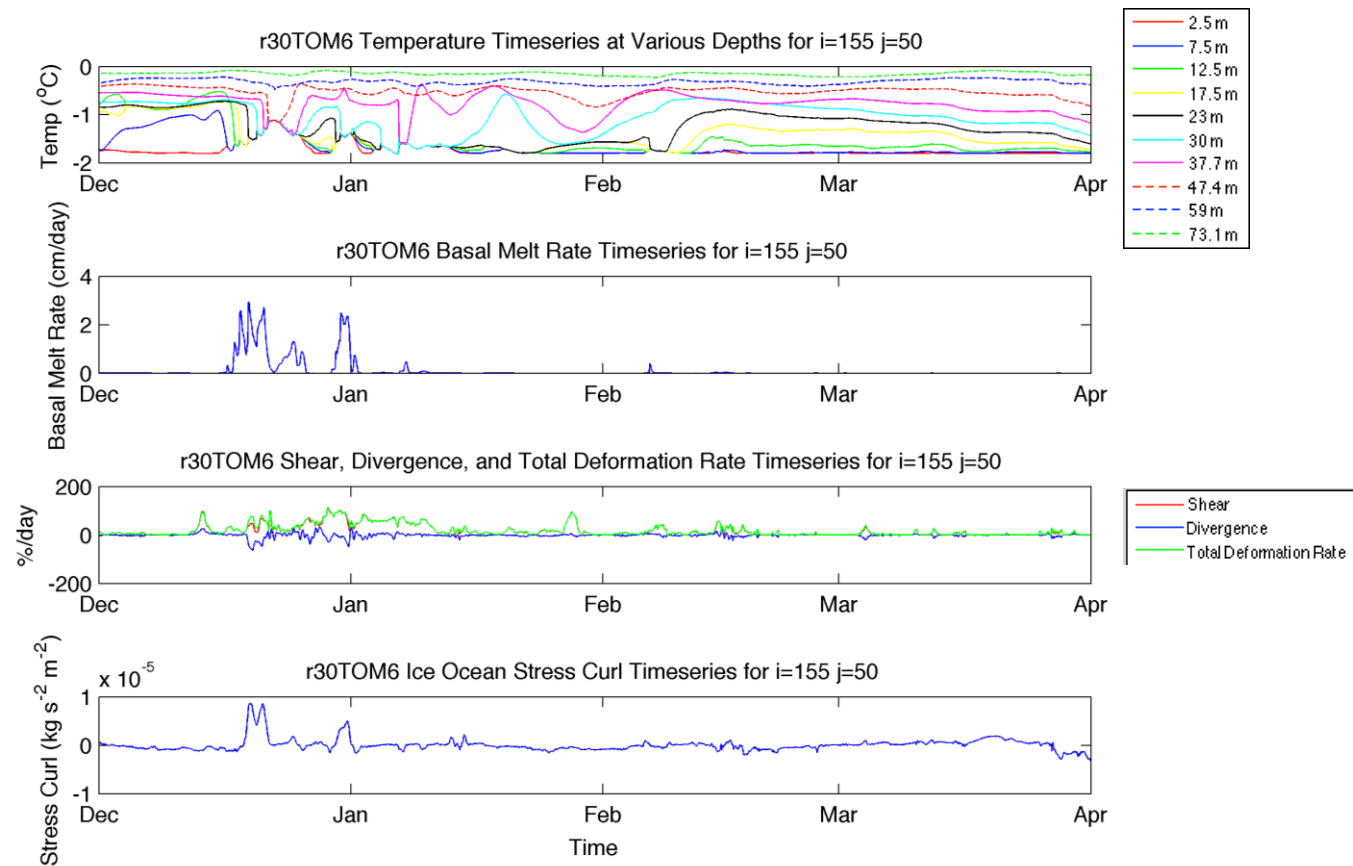 r30TOM6 Temperature Timeseries at Various Depths for i=155 j=50
Temp (°C)
0
-1
-2
Dec
Jan
Feb
Mar
Apr
2.5 m
7.5 m
12.5 m
17.5 m
23 m
30 m
37.7 m
47.4 m
59 m
73.1 m
r30TOM6 Basal Melt Rate Timeseries for i=155 j=50
Basal Melt Rate (cm/day)
4
2
0
Dec
Jan
Feb
Mar
Apr
r30TOM6 Shear, Divergence, and Total Deformation Rate Timeseries for i=155 j=50
%/day
200
0
-200
Dec
Jan
Feb
Mar
Apr
Shear
Divergence
Total Deformation Rate
r30TOM6 Ice Ocean Stress Curl Timeseries for i=155 j=50
Stress Curl (kg s⁻² m⁻²)
x 10⁻⁵
1
0
-1
Dec
Jan
Feb
Mar
Apr
Time